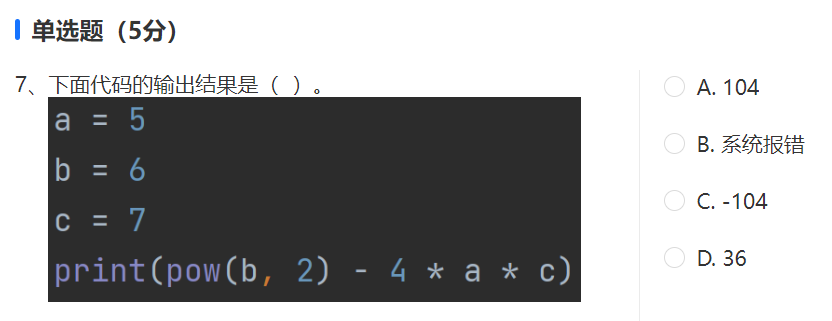 单选题（5分）
7、下面代码的输出结果是（ ）。
a = 5
b = 6
c = 7
print(pow(b, 2) - 4 * a * c)
A. 104
B. 系统报错
C. -104
D. 36